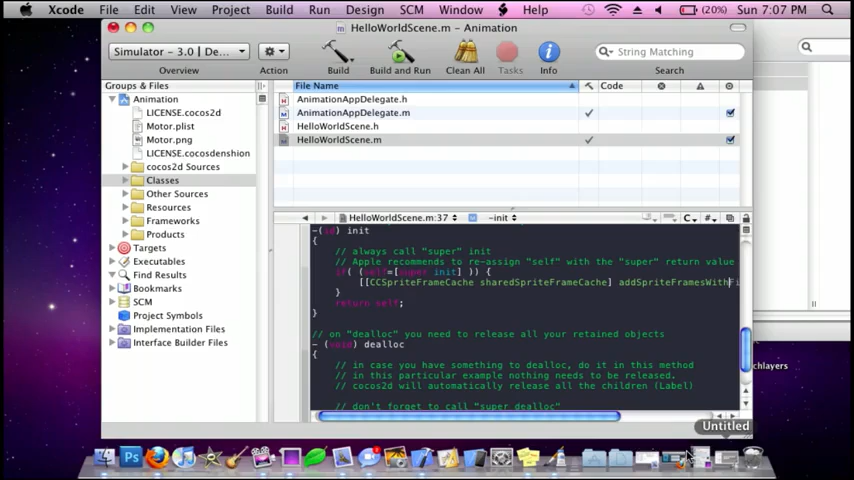 Xcode File Edit View Project Build Run Design SCM Window Help (20%) Sun 7:07 PM
HelloWorldScene.m - Animation
Simulator - 3.0 | De...
String Matching
Overview Action Build Build and Run Clean All Tasks Info Search
Groups & Files
File Name Code
Animation
LICENSE.cocos2d
Motor.plist
Motor.png
LICENSE.cocosdenshion
cocos2d Sources
Classes
Other Sources
Resources
Frameworks
Products
Targets
Executables
Find Results
Bookmarks
SCM
Project Symbols
Implementation Files
Interface Builder Files
AnimationAppDelegate.h
AnimationAppDelegate.m
HelloWorldScene.h
HelloWorldScene.m
HelloWorldScene.m:37 -init C #
-(id) init
{
// always call "super" init
// Apple recommends to re-assign "self" with the "super" return value
if( (self=[super init] )) {
[[CCSpriteFrameCache sharedSpriteFrameCache] addSpriteFramesWithFi
}
return self;
}
// on "dealloc" you need to release all your retained objects
- (void) dealloc
{
// in case you have something to dealloc, do it in this method
// in this particular example nothing needs to be released.
// cocos2d will automatically release all the children (Label)
// don't forget to call "super dealloc"
chlayers
Untitled
Ps